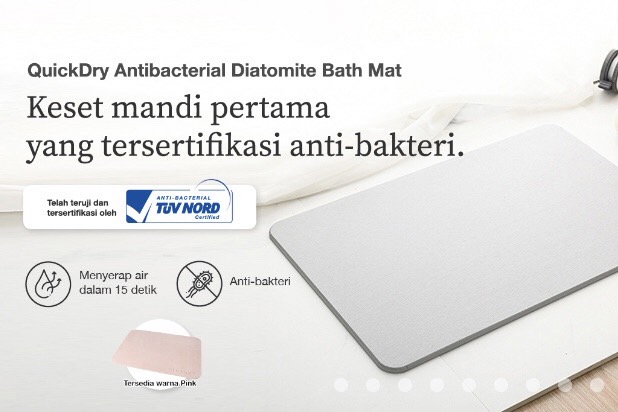 QuickDry Antibacterial Diatomite Bath Mat
Keset mandi pertama
yang tersertifikasi anti-bakteri.
Telah teruji dan
tersertifikasi oleh
ANTI-BACTERIAL
TÜV NORD
Certified
Menyerap air
dalam 15 detik
Anti-bakteri
Tersedia warna Pink